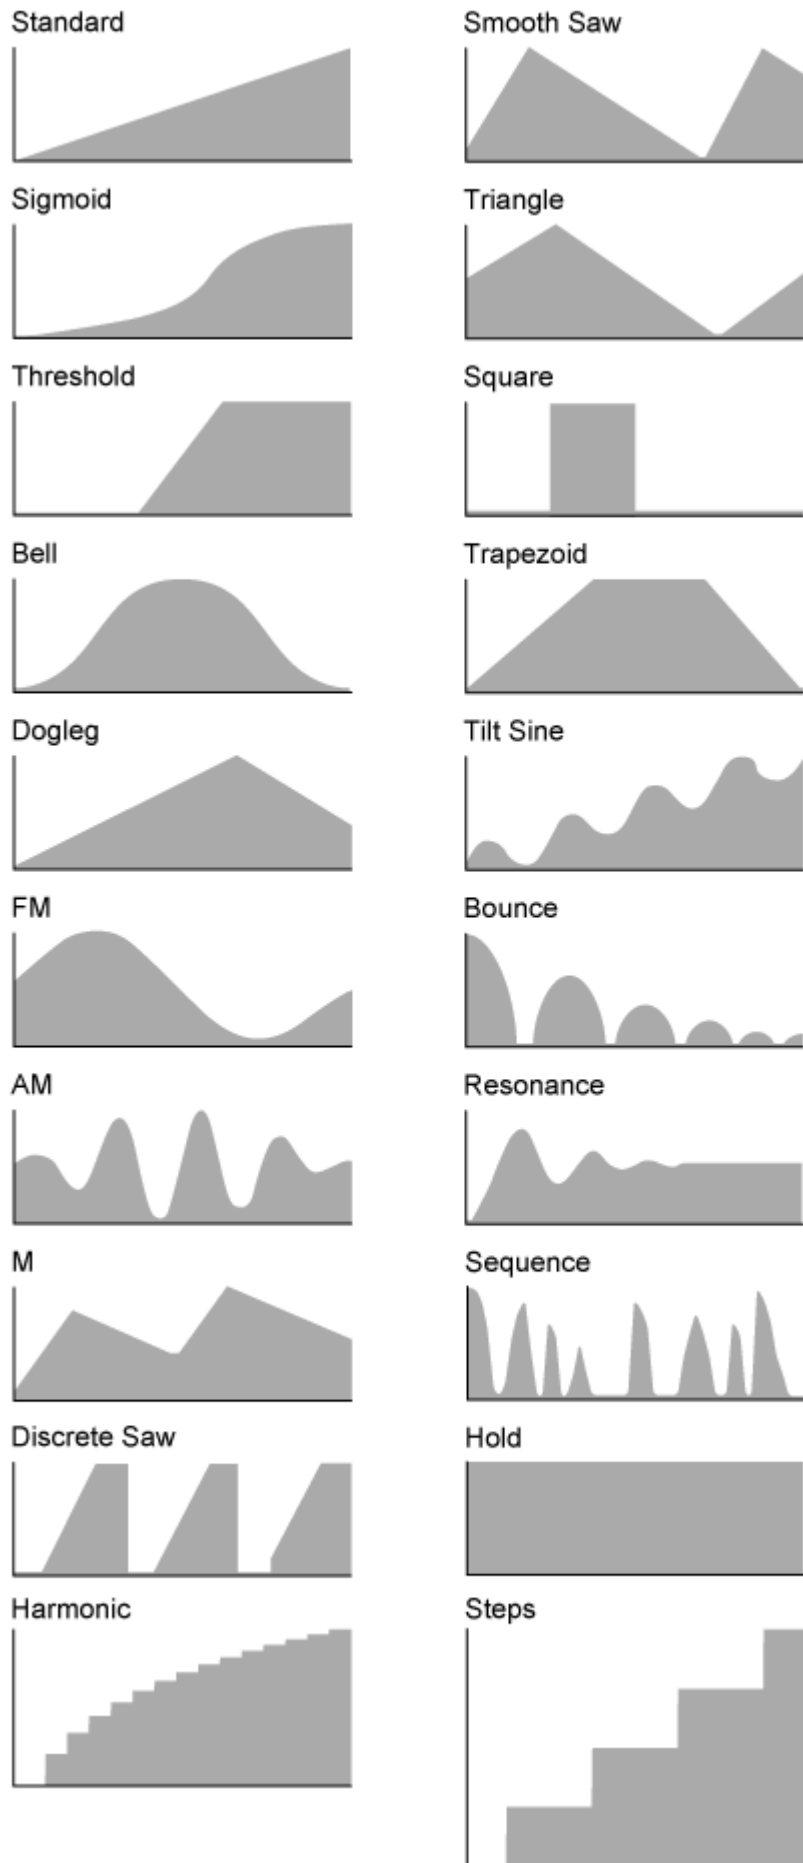 Standard
Smooth Saw
Sigmoid
Triangle
Threshold
Square
Bell
Trapezoid
Dogleg
Tilt Sine
FM
Bounce
AM
Resonance
M
Sequence
Discrete Saw
Hold
Harmonic
Steps